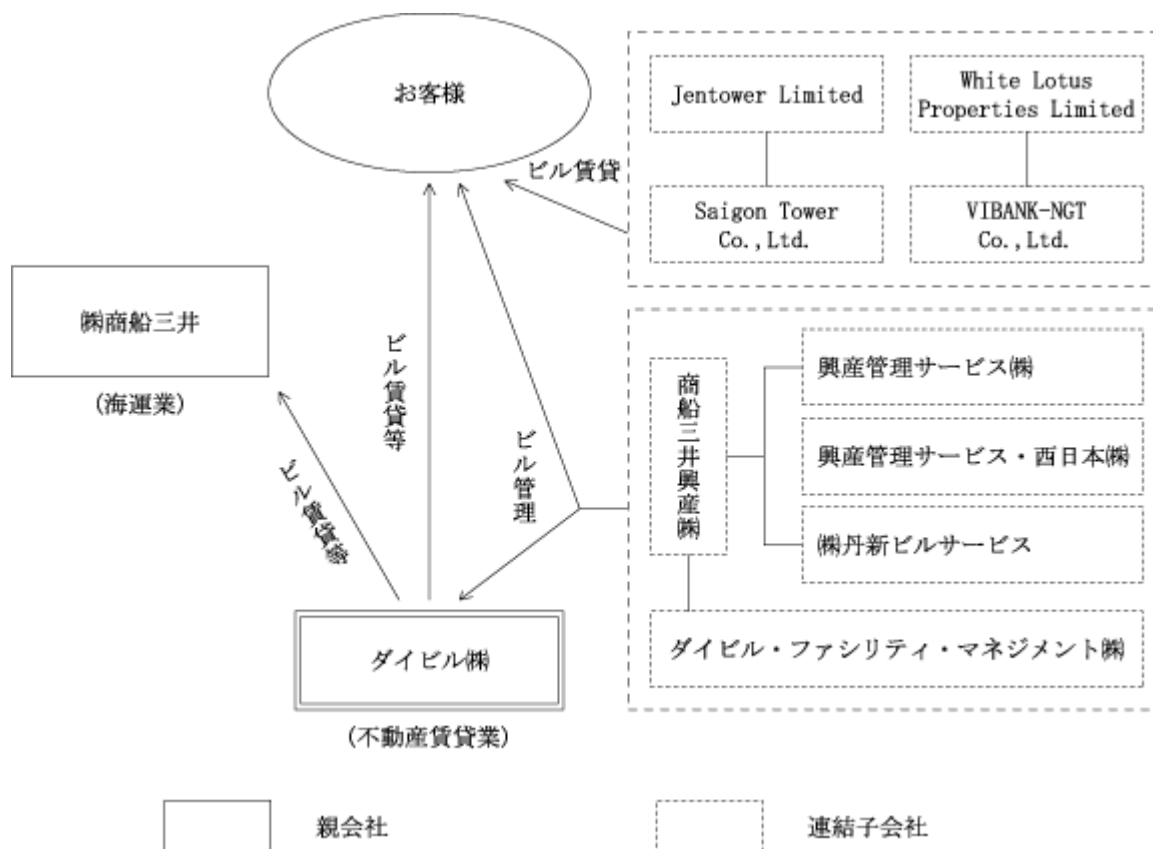 お客様
Jentower Limited
White Lotus
Properties Limited
ビル賃貸
Saigon Tower
Co.,Ltd.
VIBANK-NGT
Co.,Ltd.
㈱商船三井
(海運業)
ビル賃貸等
ビル賃貸等
ビル管理
商船三井興産㈱
興産管理サービス㈱
興産管理サービス・西日本㈱
㈱丹新ビルサービス
ダイビル・ファシリティ・マネジメント㈱
ダイビル㈱
(不動産賃貸業)
親会社
連結子会社